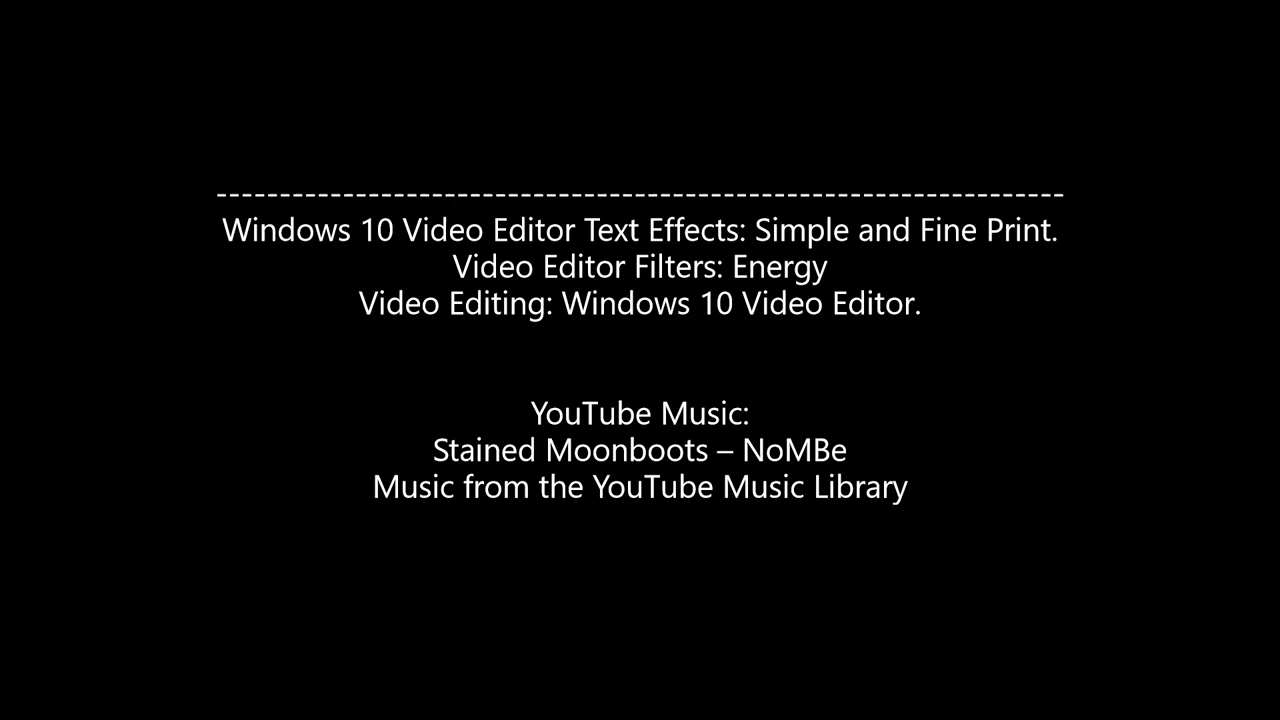 -------------------------------------------------------------------
Windows 10 Video Editor Text Effects: Simple and Fine Print.
Video Editor Filters: Energy
Video Editing: Windows 10 Video Editor.
YouTube Music:
Stained Moonboots – NoMBe
Music from the YouTube Music Library